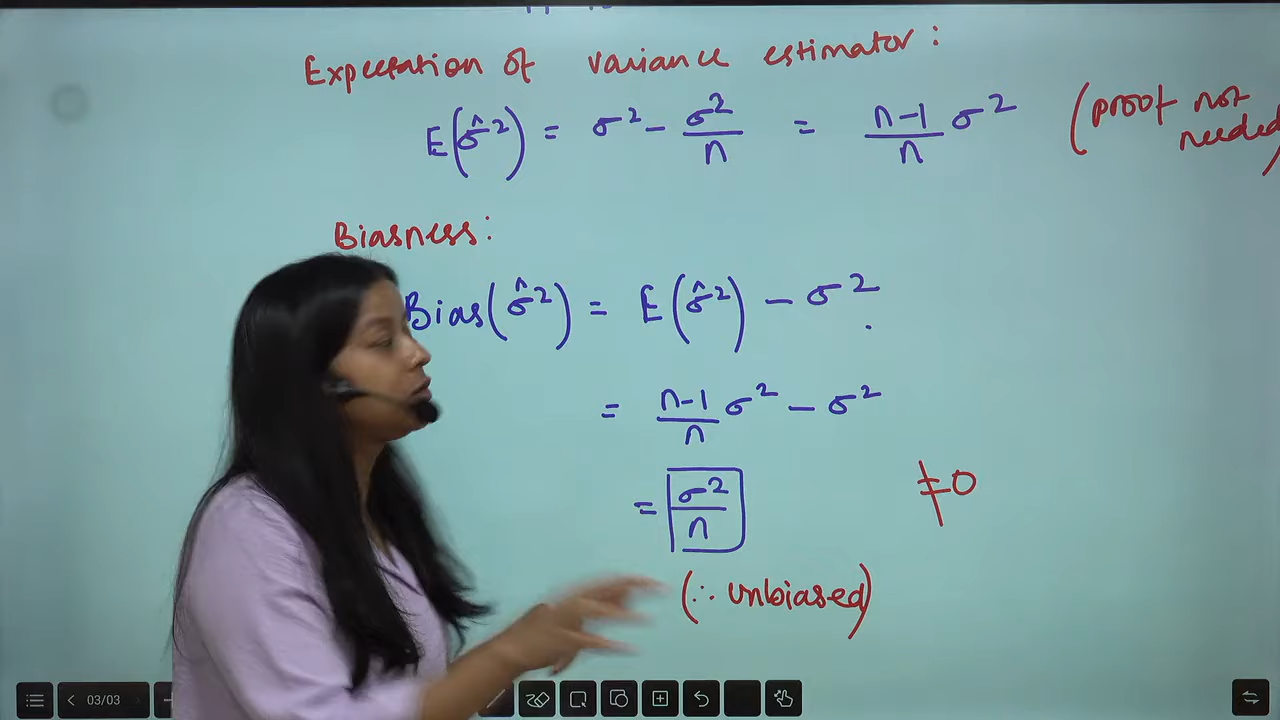 Expectation of variance estimator:
E(σ̂²) = σ² - σ²/n = n-1/n σ² (proof not needed)
Biasness:
Bias(σ̂²) = E(σ̂²) - σ²
= n-1/n σ² - σ²
= σ²/n ≠0
(∴ unbiased)
03/03